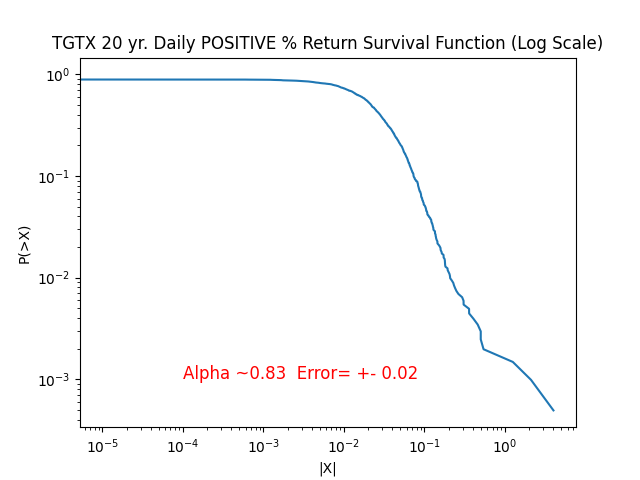 TGTX 20 yr. Daily POSITIVE % Return Survival Function (Log Scale)
10⁰
10⁻¹
10⁻²
10⁻³
P(>X)
Alpha ~0.83  Error= +- 0.02
10⁻⁵ 10⁻⁴ 10⁻³ 10⁻² 10⁻¹ 10⁰
|X|